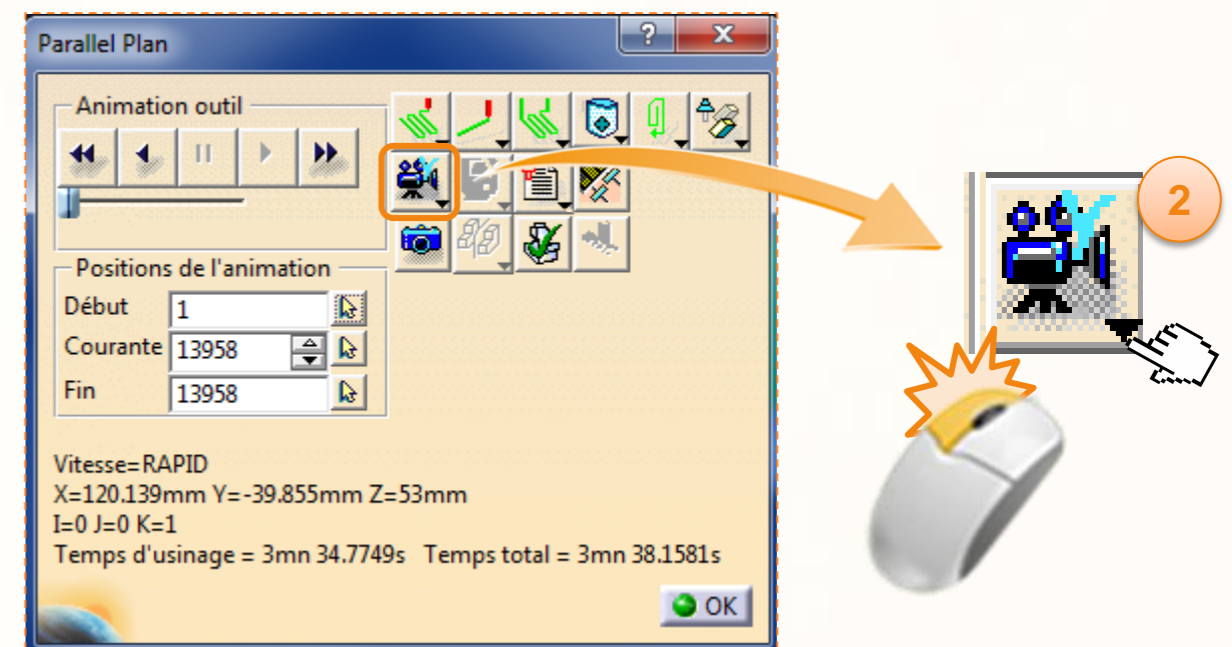 Parallel Plan
?
X
Animation outil
Positions de l'animation
Début 1
Courante 13958
Fin 13958
Vitesse=RAPID
X=120.139mm Y=-39.855mm Z=53mm
I=0 J=0 K=1
Temps d'usinage = 3mn 34.7749s Temps total = 3mn 38.1581s
OK
2